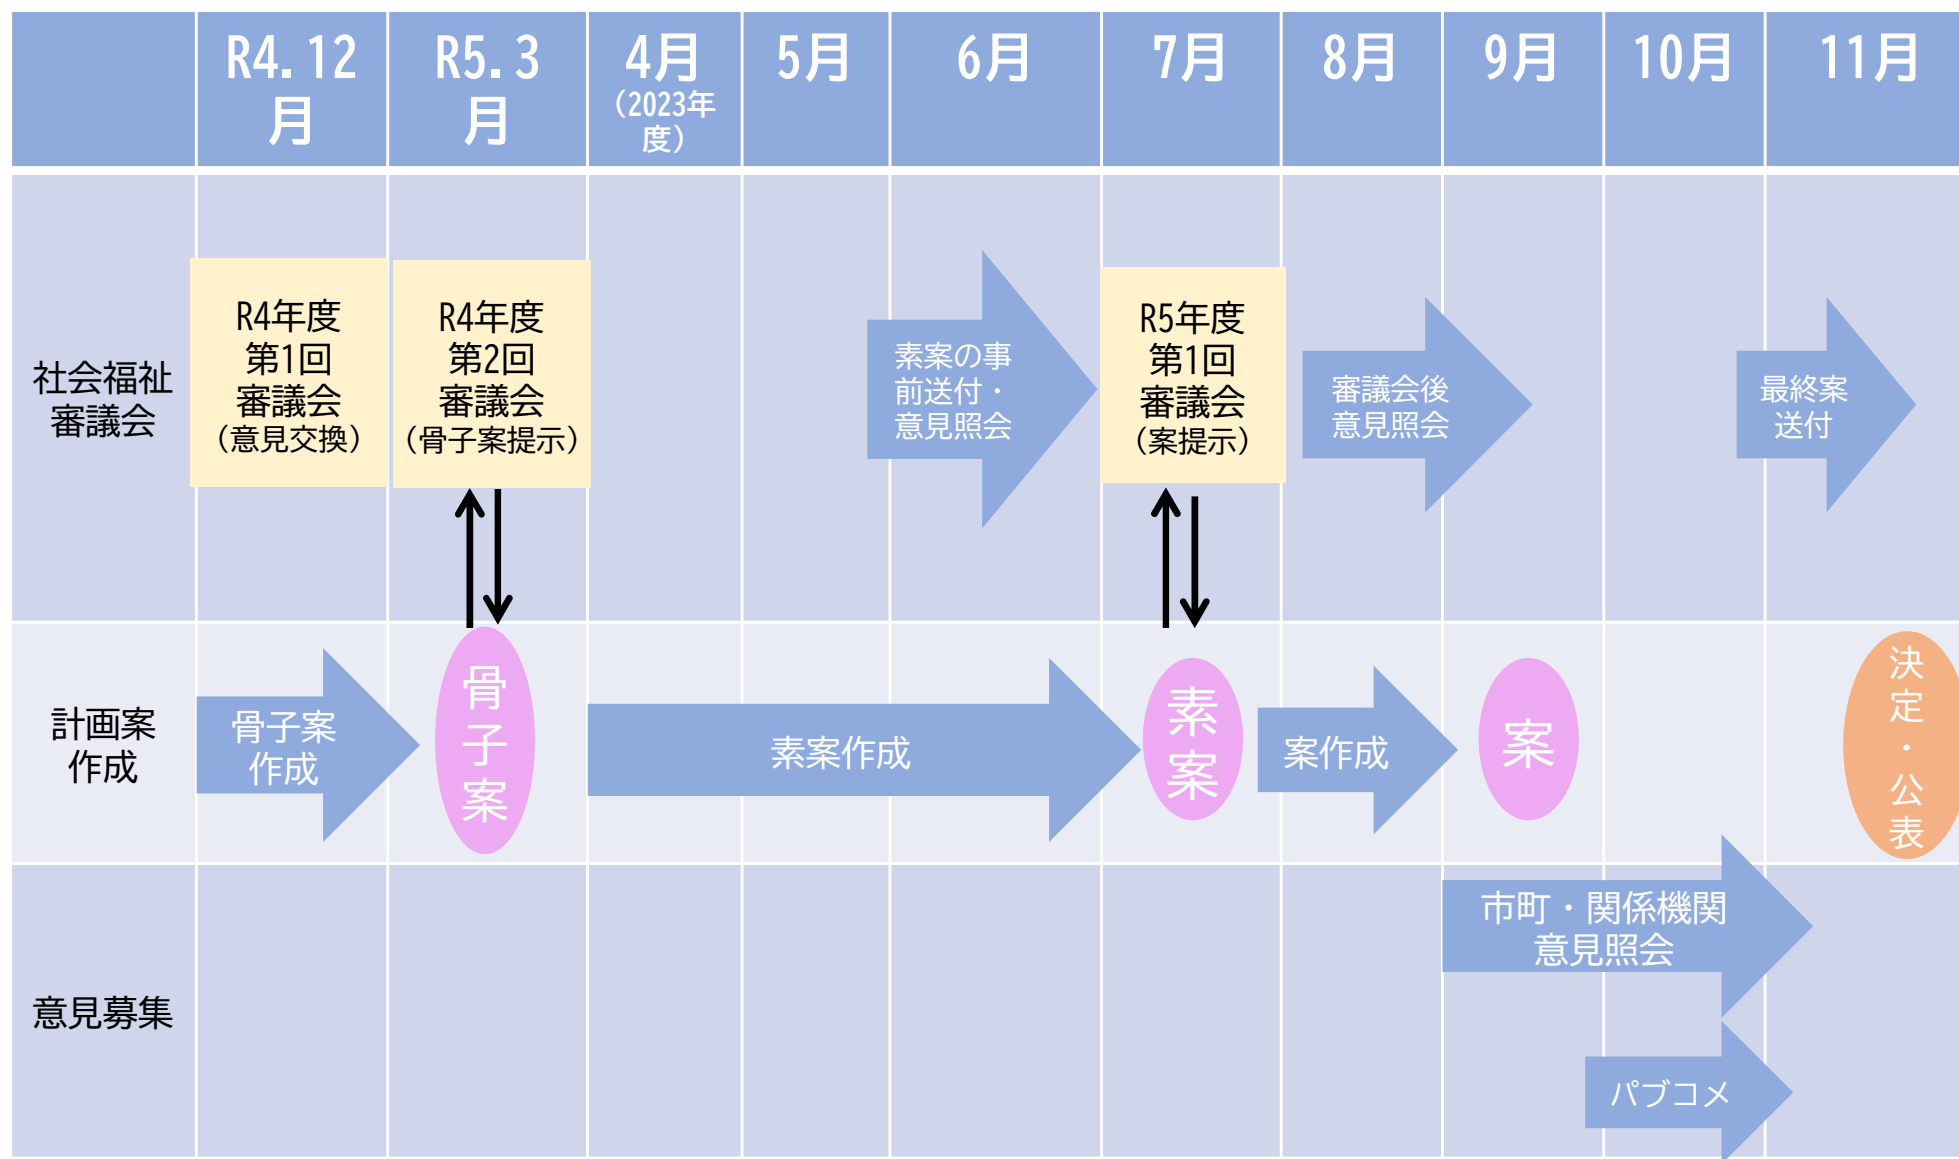 R4.12
月
R5.3
月
4月
（2023年
度）
5月
6月
7月
8月
9月
10月
11月
社会福祉
審議会
R4年度
第1回
審議会
（意見交換）
R4年度
第2回
審議会
（骨子案提示）
素案の事
前送付・
意見照会
R5年度
第1回
審議会
（案提示）
審議会後
意見照会
最終案
送付
計画案
作成
骨子案
作成
骨子案
素案作成
素案
案作成
案
決定・公表
意見募集
市町・関係機関
意見照会
パブコメ